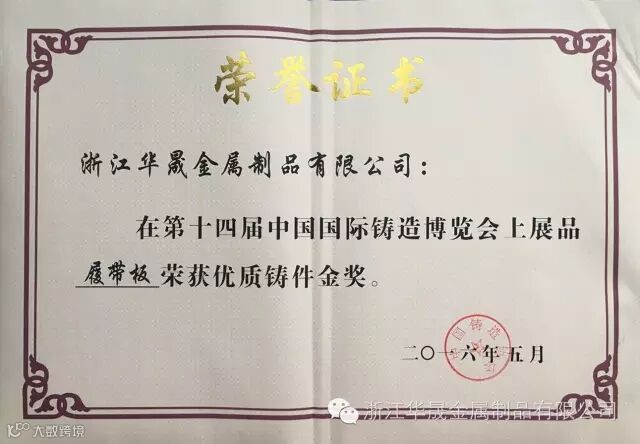 荣誉证书
浙江华晟金属制品有限公司：
在第十四届中国国际铸造博览会上展品
履带板荣获优质铸件金奖。
二〇一六年五月
浙江华晟金属制品有限公司
大数跨境